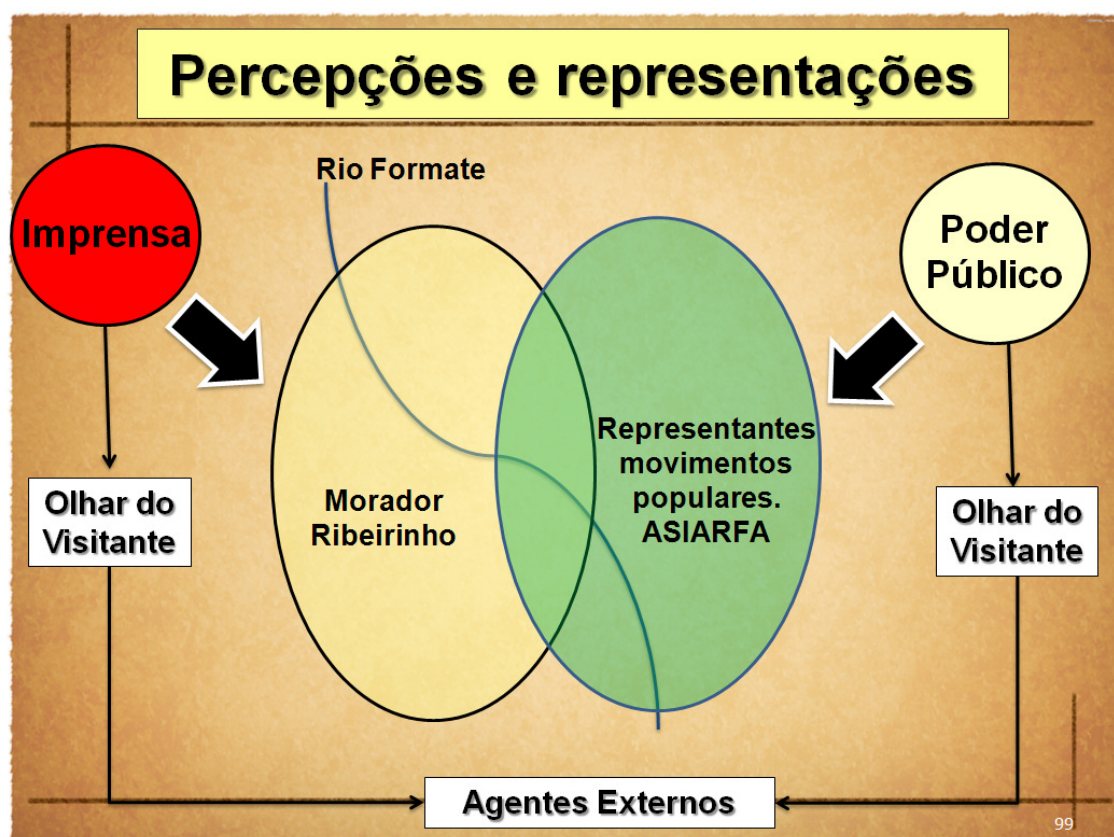 Percepções e representações
Rio Formate
Imprensa
Poder
Público
Representantes
movimentos
populares.
ASIARFA
Morador
Ribeirinho
Olhar do
Visitante
Olhar do
Visitante
Agentes Externos
99